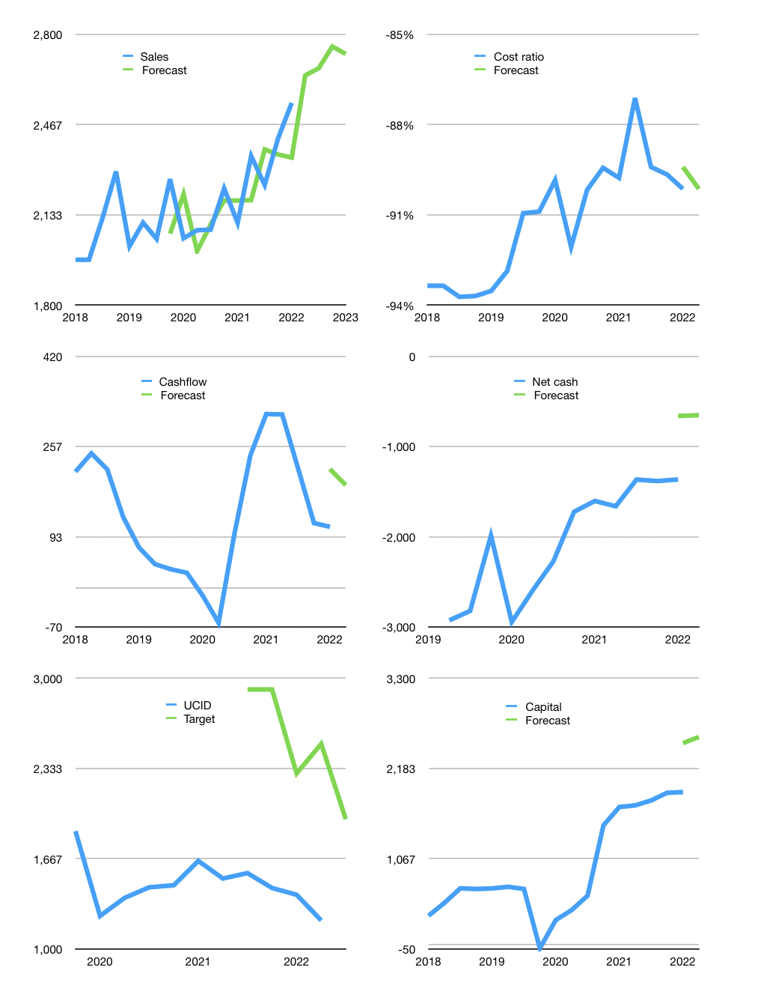 2,800
Sales
Forecast
2,467
2,133
1,800
2018 2019 2020 2021 2022 2023
-85%
Cost ratio
Forecast
-88%
-91%
-94%
2018 2019 2020 2021 2022
420
Cashflow
Forecast
257
93
-70
2018 2019 2020 2021 2022
0
Net cash
Forecast
-1,000
-2,000
-3,000
2019 2020 2021 2022
3,000
UCID
Target
2,333
1,667
1,000
2020 2021 2022
3,300
Capital
Forecast
2,183
1,067
-50
2018 2019 2020 2021 2022